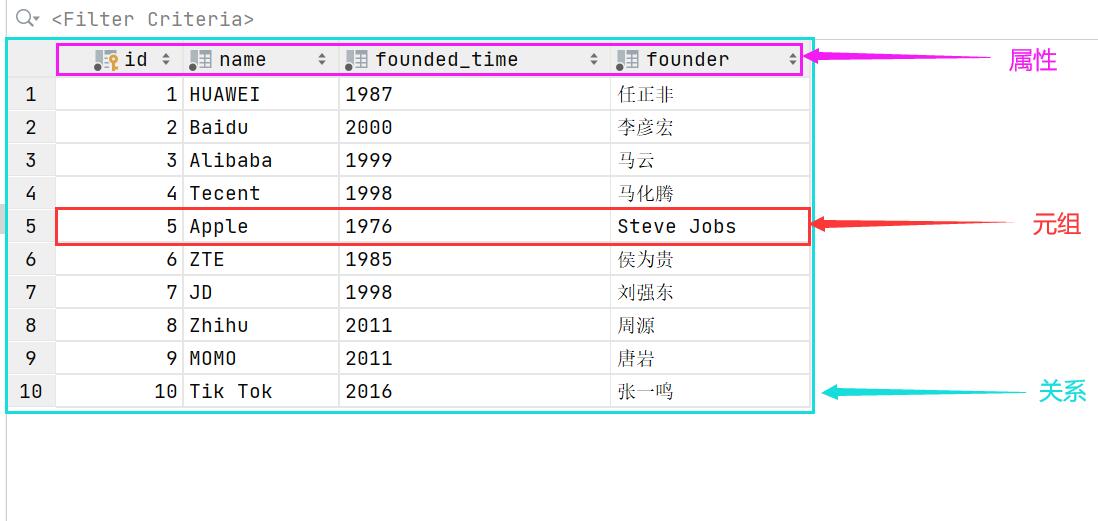 <Filter Criteria>
id name founded_time founder 属性
1 1 HUAWEI 1987 任正非
2 2 Baidu 2000 李彦宏
3 3 Alibaba 1999 马云
4 4 Tecent 1998 马化腾
5 5 Apple 1976 Steve Jobs 元组
6 6 ZTE 1985 侯为贵
7 7 JD 1998 刘强东
8 8 Zhihu 2011 周源
9 9 MOMO 2011 唐岩
10 10 Tik Tok 2016 张一鸣 关系